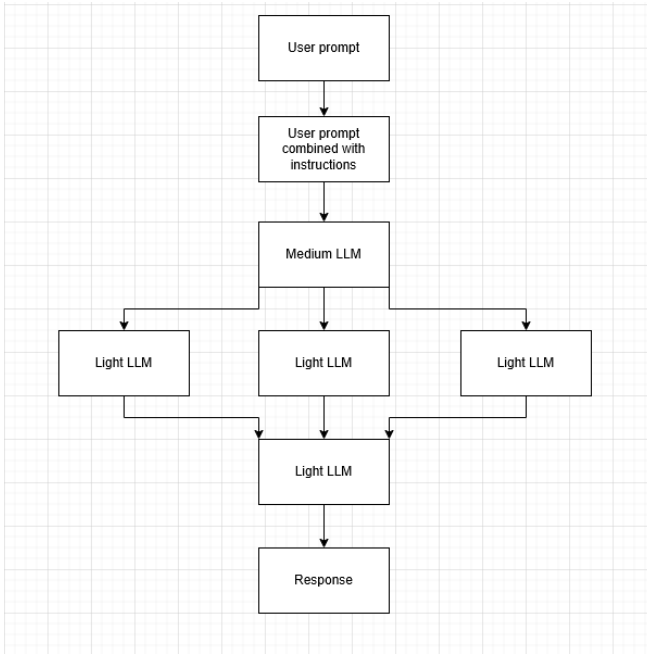 User prompt
User prompt
combined with
instructions
Medium LLM
Light LLM
Light LLM
Light LLM
Light LLM
Response